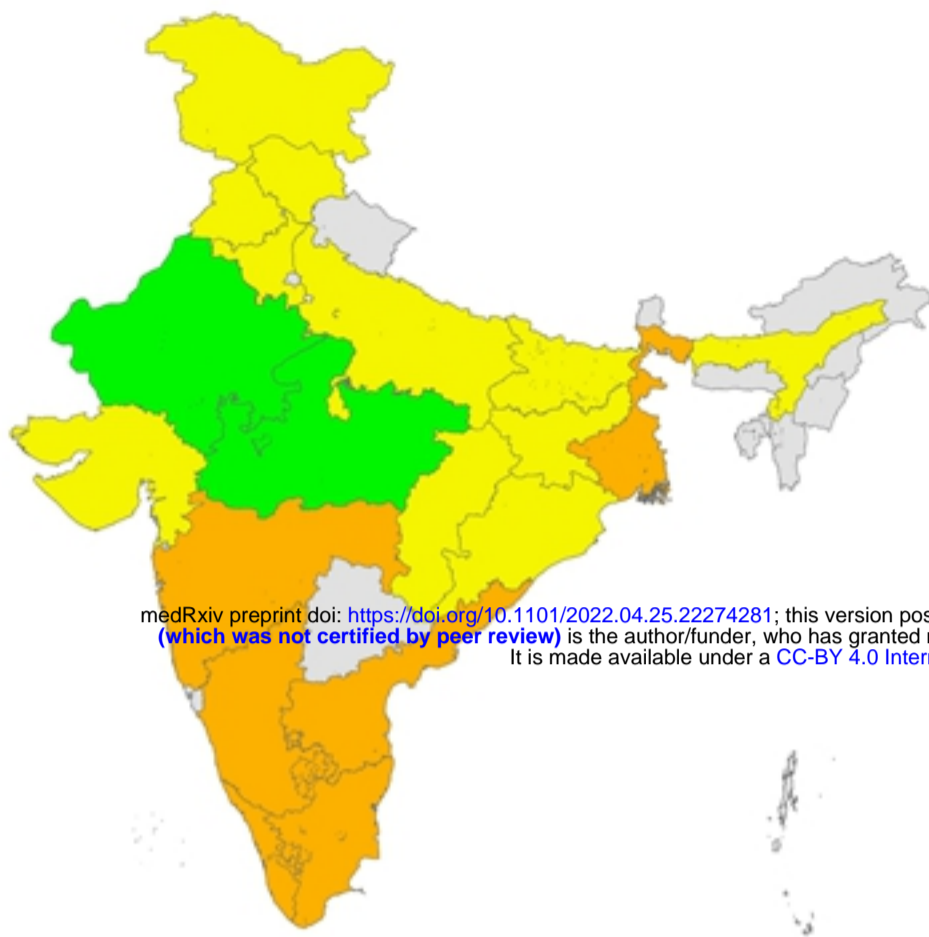 medRxiv preprint doi: https://doi.org/10.1101/2022.04.25.22274281; this version pos
(which was not certified by peer review) is the author/funder, who has granted
It is made available under a CC-BY 4.0 Inter